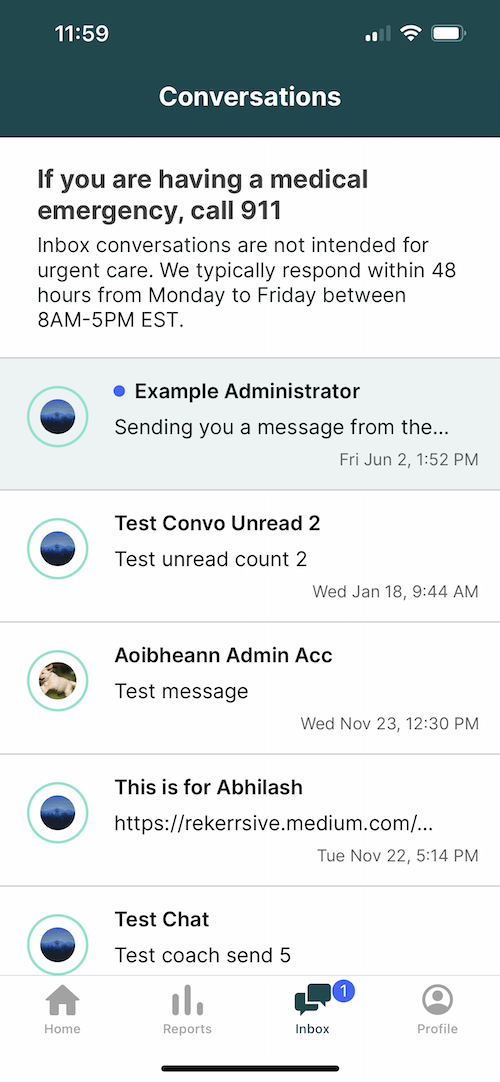 11:59
Conversations
If you are having a medical
emergency, call 911
Inbox conversations are not intended for
urgent care. We typically respond within 48
hours from Monday to Friday between
8AM-5PM EST.
Example Administrator
Sending you a message from the...
Fri Jun 2, 1:52 PM
Test Convo Unread 2
Test unread count 2
Wed Jan 18, 9:44 AM
Aoibheann Admin Acc
Test message
Wed Nov 23, 12:30 PM
This is for Abhilash
https://rekerrsive.medium.com/...
Tue Nov 22, 5:14 PM
Test Chat
Test coach send 5
1
Home Reports Inbox Profile